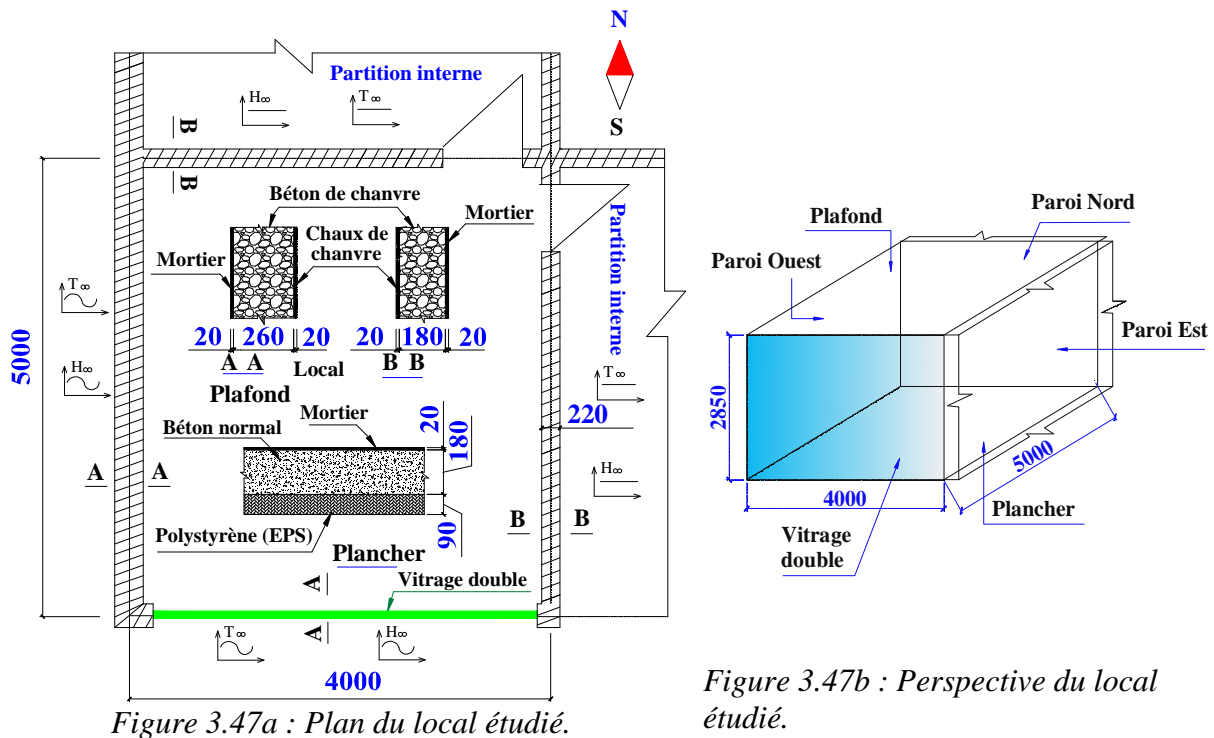 N
S
Partition interne
H∞
T∞
B
B
Béton de chanvre
Mortier
Chaux de
chanvre
Mortier
Partition interne
T∞
H∞
5000
20
260
20
20
180
20
A A
Local
B B
Plafond
T∞
220
Mortier
Béton normal
20
180
H∞
A
A
Polystyrène (EPS)
90
B
B
Plancher
A
Vitrage double
A
T∞
H∞
4000
Figure 3.47a : Plan du local étudié.
Plafond
Paroi Nord
Paroi Ouest
Paroi Est
2850
5000
4000
Plancher
Vitrage
double
Figure 3.47b : Perspective du local
étudié.